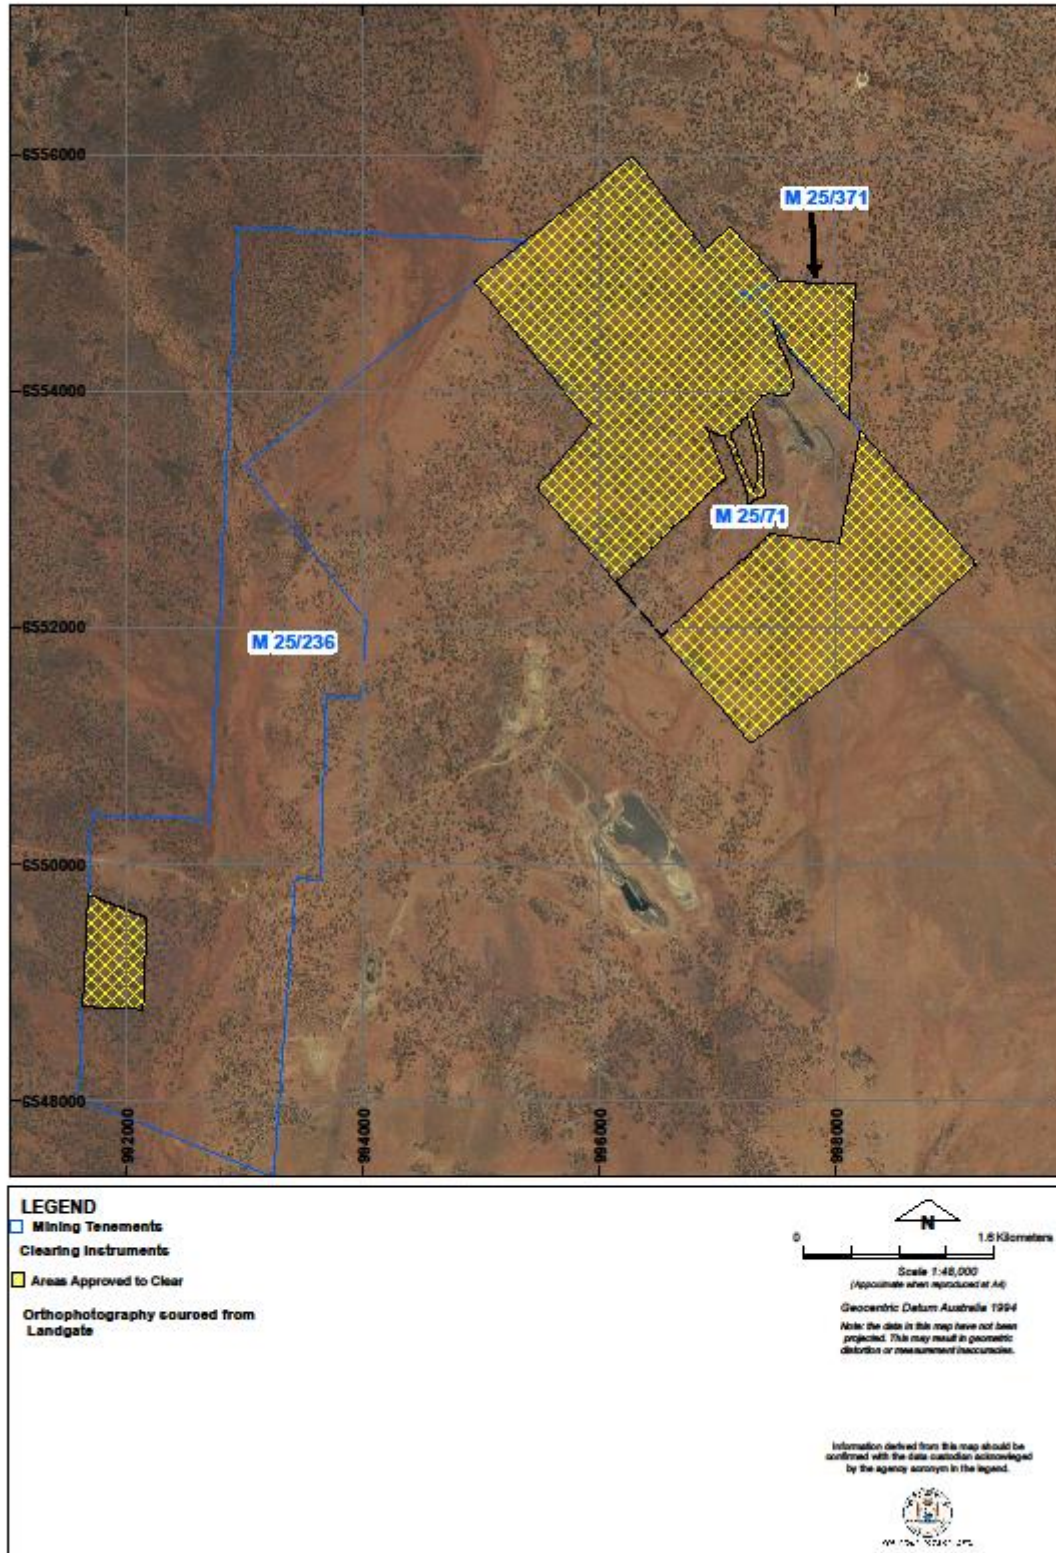 6556000
M 25/371
6554000
M 25/71
6552000
M 25/236
6550000
6548000
992000
994000
996000
998000
LEGEND
Mining Tenements
Clearing Instruments
Areas Approved to Clear
Orthophotography sourced from
Landgate
N
0
1.6 Kilometers
Scale 1:48,000
(Approximate when reproduced at A4)
Geocentric Datum Australia 1994
Note: the data in this map have not been
projected. This may result in geometric
distortion or measurement inaccuracies.
Information derived from this map should be
confirmed with the data custodian acknowleged
by the agency acronym in the legend.